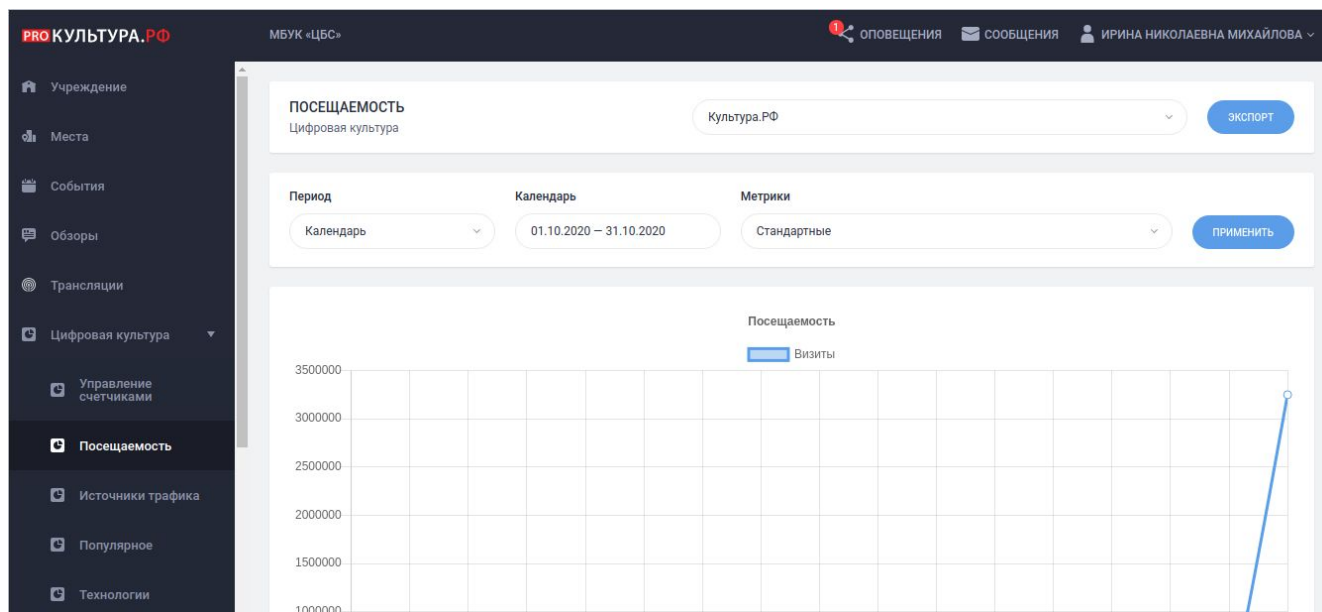 PRO КУЛЬТУРА.РФ
МБУК «ЦБС»
1
ОПОВЕЩЕНИЯ
СООБЩЕНИЯ
ИРИНА НИКОЛАЕВНА МИХАЙЛОВА
Учреждение
Места
События
Обзоры
Трансляции
Цифровая культура
Управление
счетчиками
Посещаемость
Источники трафика
Популярное
Технологии
ПОСЕЩАЕМОСТЬ
Цифровая культура
Культура.РФ
ЭКСПОРТ
Период
Календарь
Метрики
Календарь
01.10.2020 — 31.10.2020
Стандартные
ПРИМЕНИТЬ
Посещаемость
Визиты
3500000
3000000
2500000
2000000
1500000
1000000